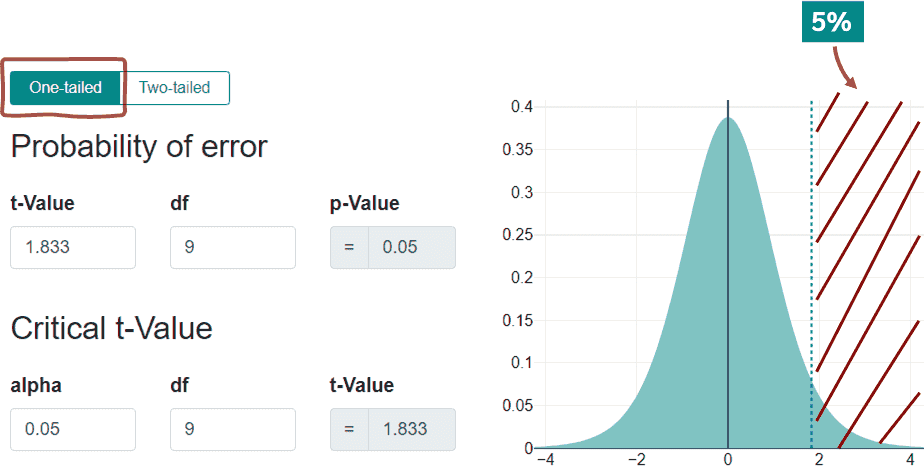 5%
One-tailed Two-tailed
Probability of error
t-Value df p-Value
1.833 9 = 0.05
Critical t-Value
alpha df t-Value
0.05 9 = 1.833
0.4
0.35
0.3
0.25
0.2
0.15
0.1
0.05
0
−4 −2 0 2 4